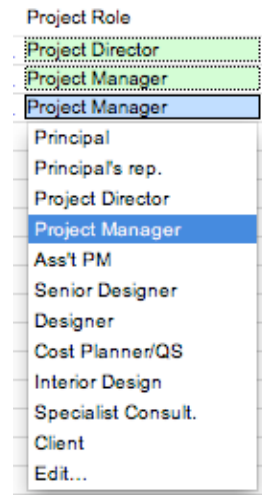 Project Role
Project Director
Project Manager
Project Manager
Principal
Principal's rep.
Project Director
Project Manager
Ass't PM
Senior Designer
Designer
Cost Planner/QS
Interior Design
Specialist Consult.
Client
Edit...